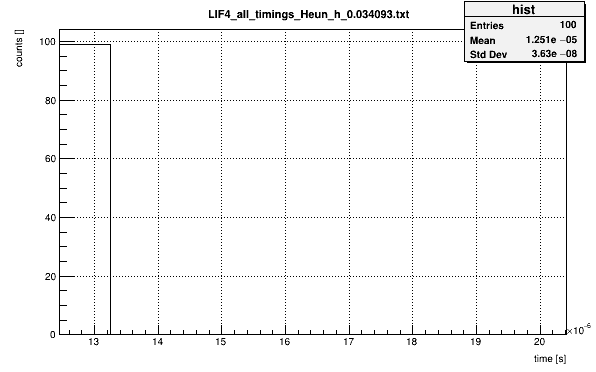 LIF4_all_timings_Heun_h_0.034093.txt
hist
Entries 100
Mean 1.251e −05
Std Dev 3.63e −08
counts []
100
80
60
40
20
0
13 14 15 16 17 18 19 20
×10−6
time [s]